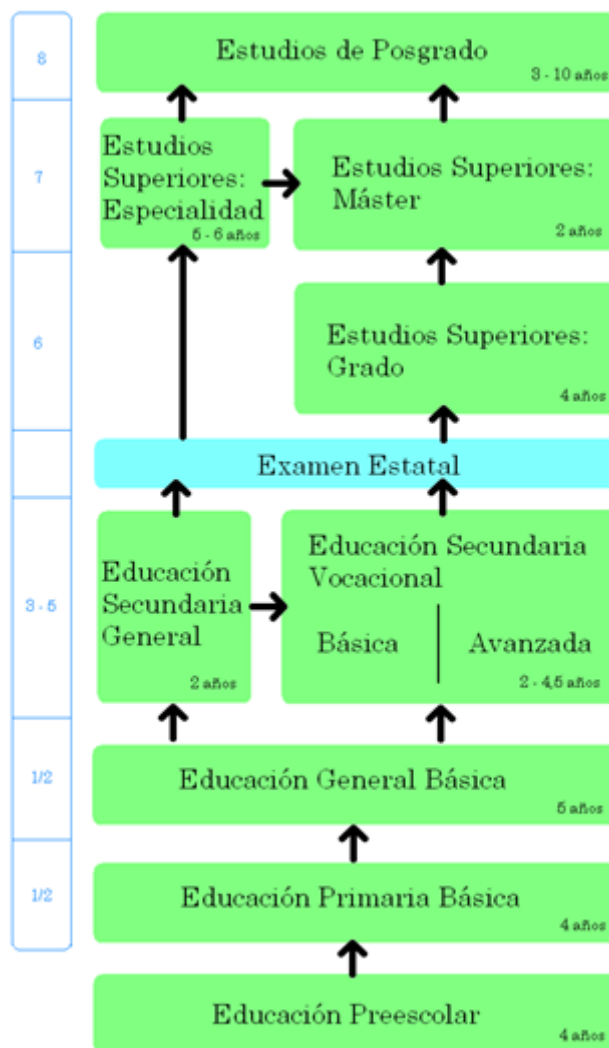 8
Estudios de Posgrado
3 - 10 años
7
Estudios
Superiores:
Especialidad
5 - 6 años
Estudios Superiores:
Máster
2 años
6
Estudios Superiores:
Grado
4 años
Examen Estatal
3 - 5
Educación
Secundaria
General
2 años
Educación Secundaria
Vocacional
Básica
Avanzada
2 - 4,5 años
1/2
Educación General Básica
5 años
1/2
Educación Primaria Básica
4 años
Educación Preescolar
4 años